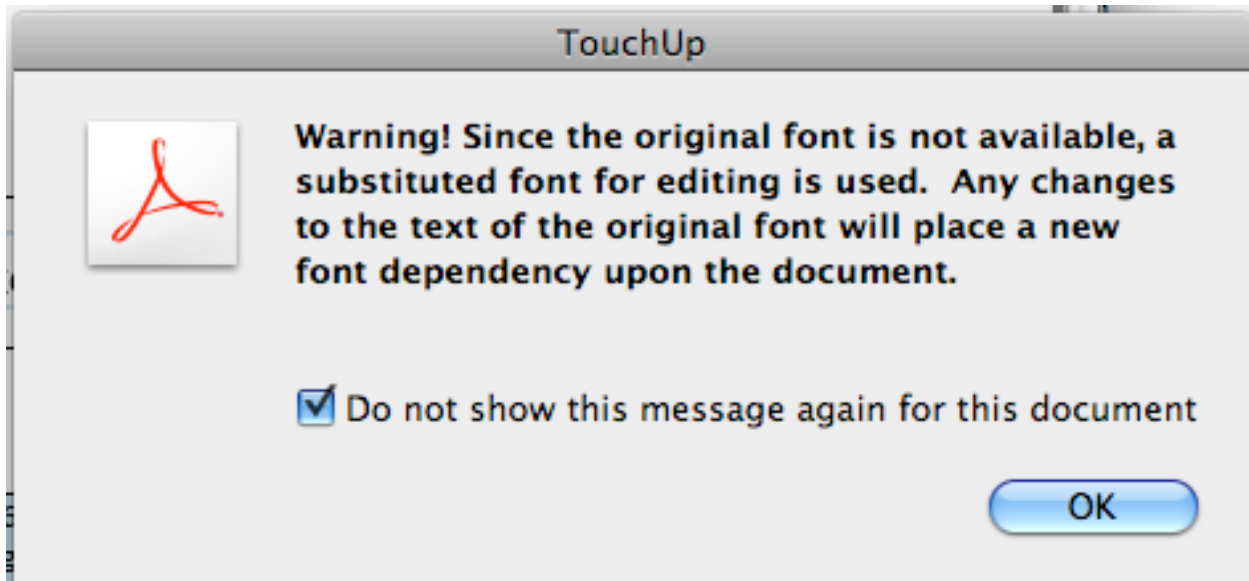 TouchUp
Warning! Since the original font is not available, a
substituted font for editing is used.  Any changes
to the text of the original font will place a new
font dependency upon the document.
Do not show this message again for this document
OK